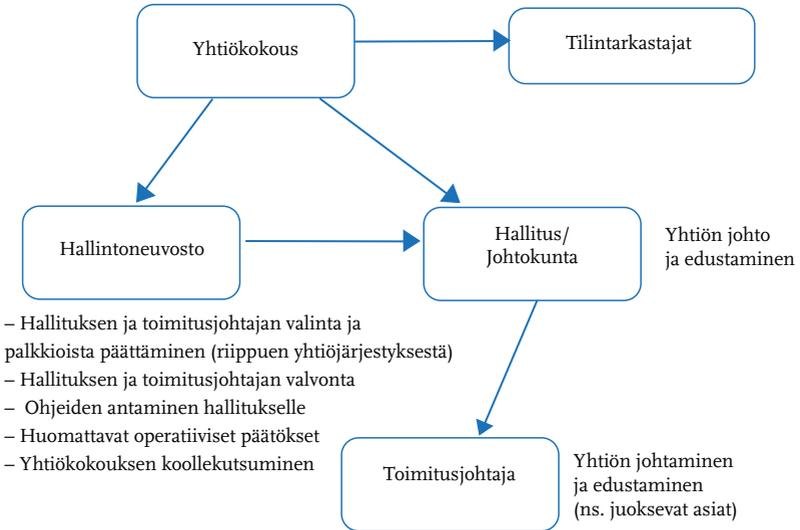 Yhtiökokous
Tilintarkastajat
Hallintoneuvosto
Hallitus/
Johtokunta
Yhtiön johto
ja edustaminen
– Hallituksen ja toimitusjohtajan valinta ja
palkkioista päättäminen (riippuen yhtiöjärjestyksestä)
– Hallituksen ja toimitusjohtajan valvonta
– Ohjeiden antaminen hallitukselle
– Huomattavat operatiiviset päätökset
– Yhtiökokouksen koollekutsuminen
Toimitusjohtaja
Yhtiön johtaminen
ja edustaminen
(ns. juoksevat asiat)